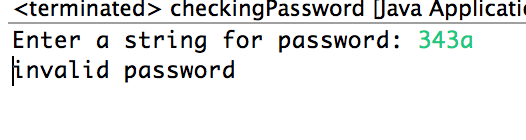 <terminated> checkingPassword [Java Applicati
Enter a string for password: 343a
invalid password